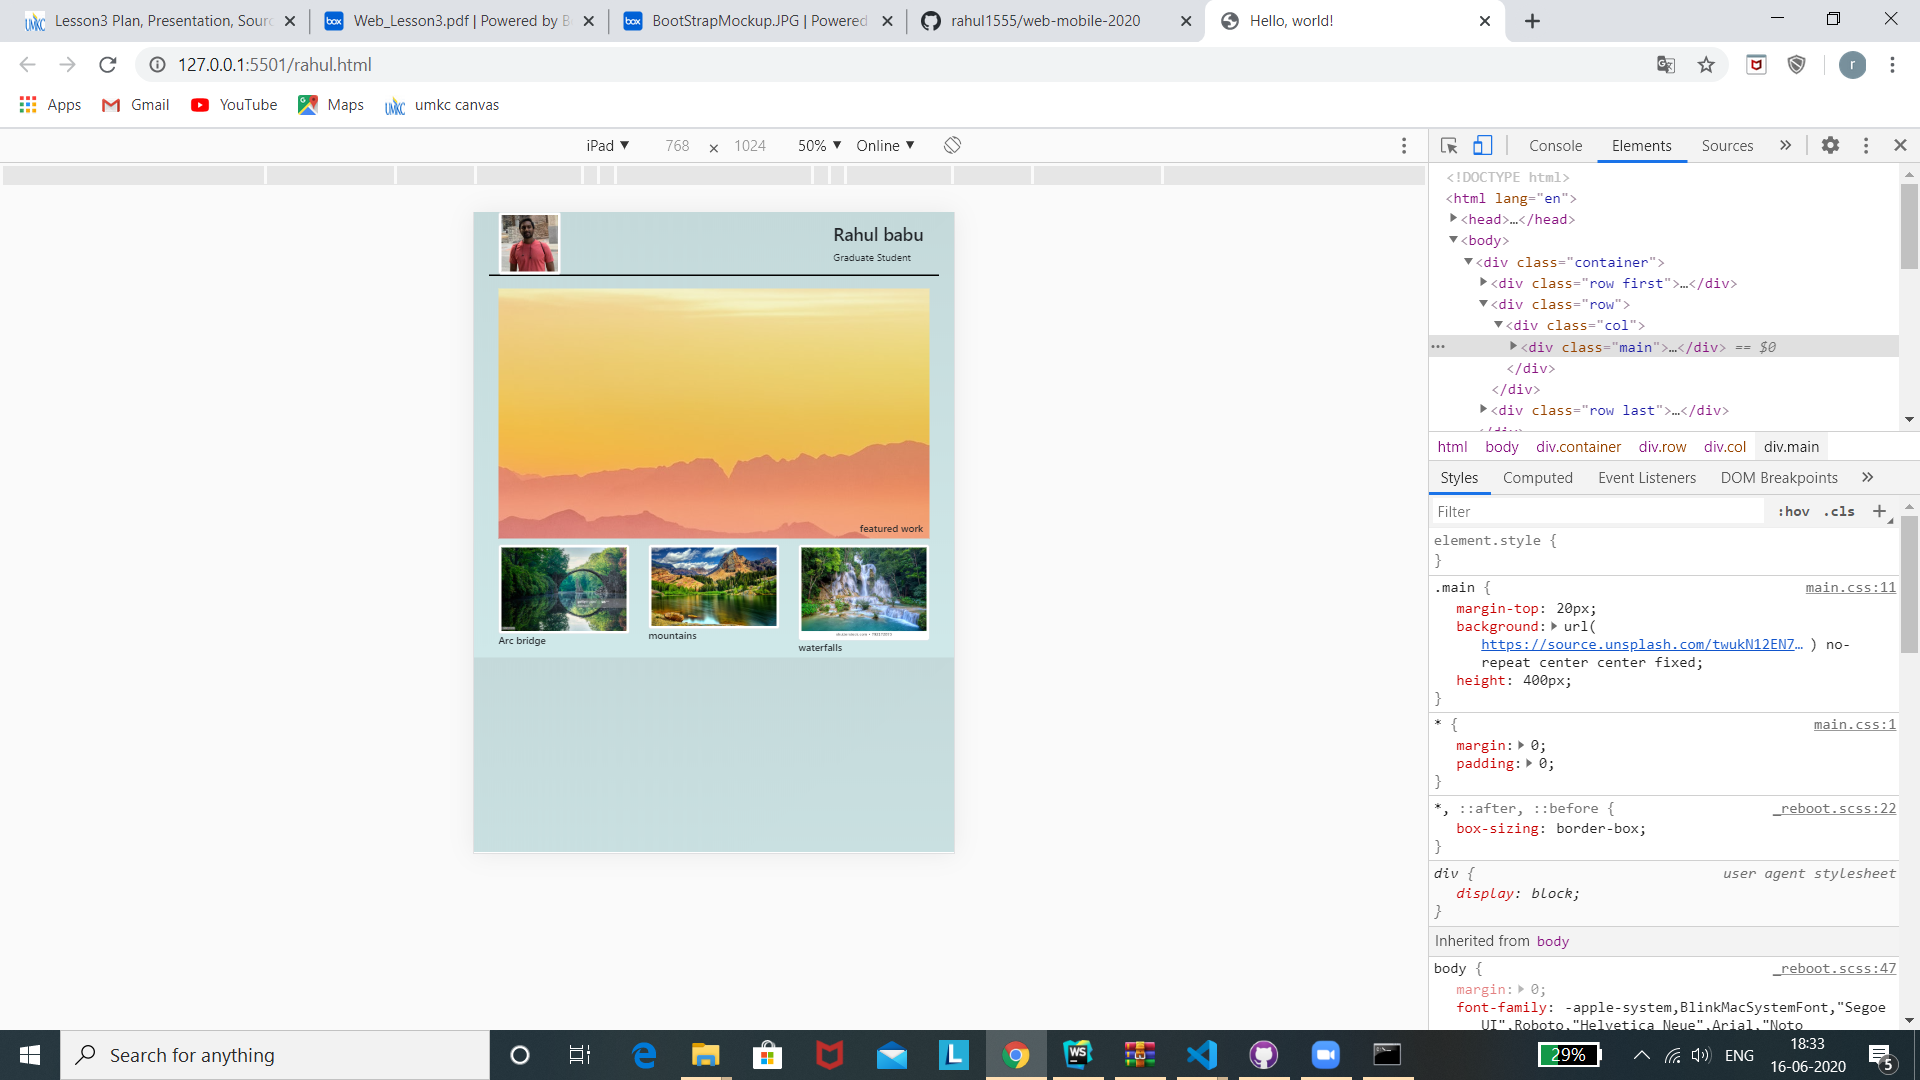 Lesson3 Plan, Presentation, Sourc
Web_Lesson3.pdf | Powered by B
BootStrapMockup.JPG | Powered
rahul1555/web-mobile-2020
Hello, world!
127.0.0.1:5501/rahul.html
r
Apps
Gmail
YouTube
Maps
umkc canvas
iPad ▼ 768 × 1024 50% ▼ Online ▼
Console Elements Sources »
<!DOCTYPE html>
<html lang="en">
<head>…</head>
<body>
<div class="container">
<div class="row first">…</div>
<div class="row">
<div class="col">
<div class="main">…</div> == $0
</div>
</div>
<div class="row last">…</div>
</div>
html body div.container div.row div.col div.main
Styles Computed Event Listeners DOM Breakpoints »
Filter :hov .cls +
element.style {
}
.main { main.css:11
margin-top: 20px;
background: url(
https://source.unsplash.com/twukN12EN7… ) no-
repeat center center fixed;
height: 400px;
}
* { main.css:1
margin: 0;
padding: 0;
}
*, ::after, ::before { _reboot.scss:22
box-sizing: border-box;
}
div { user agent stylesheet
display: block;
}
Inherited from body
body { _reboot.scss:47
margin: 0;
font-family: -apple-system,BlinkMacSystemFont,"Segoe
UI",Roboto,"Helvetica Neue",Arial,"Noto
Rahul babu
Graduate Student
featured work
Arc bridge
mountains
waterfalls
Search for anything
29%
ENG
18:33
16-06-2020
5